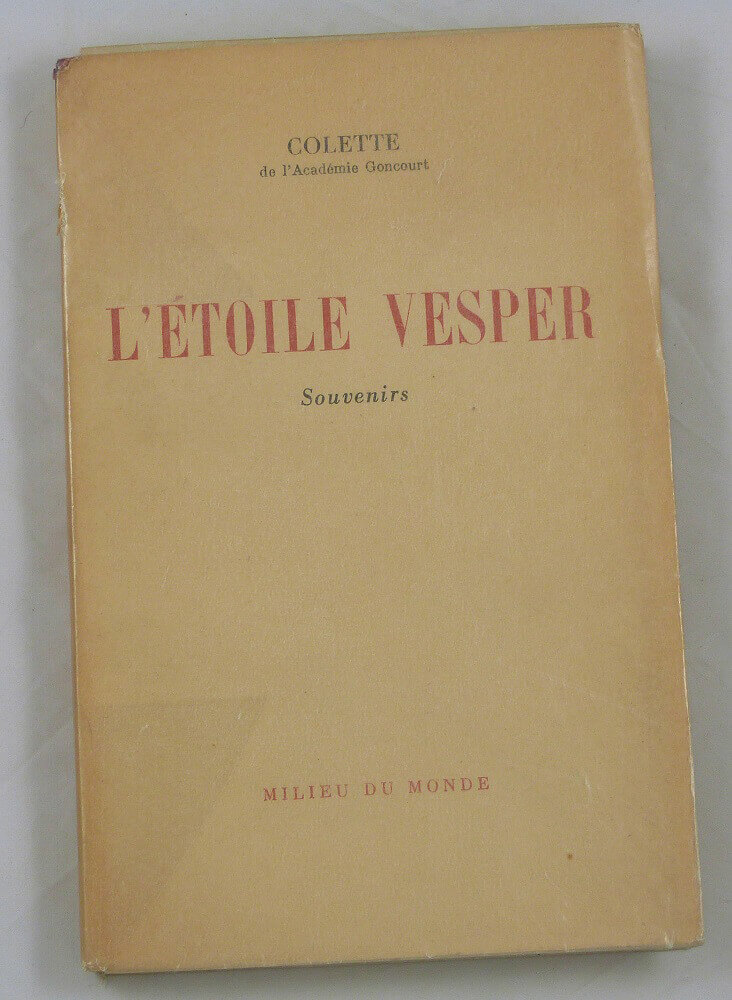 COLETTE
de l'Académie Goncourt
L'ÉTOILE VESPER
Souvenirs
MILIEU DU MONDE